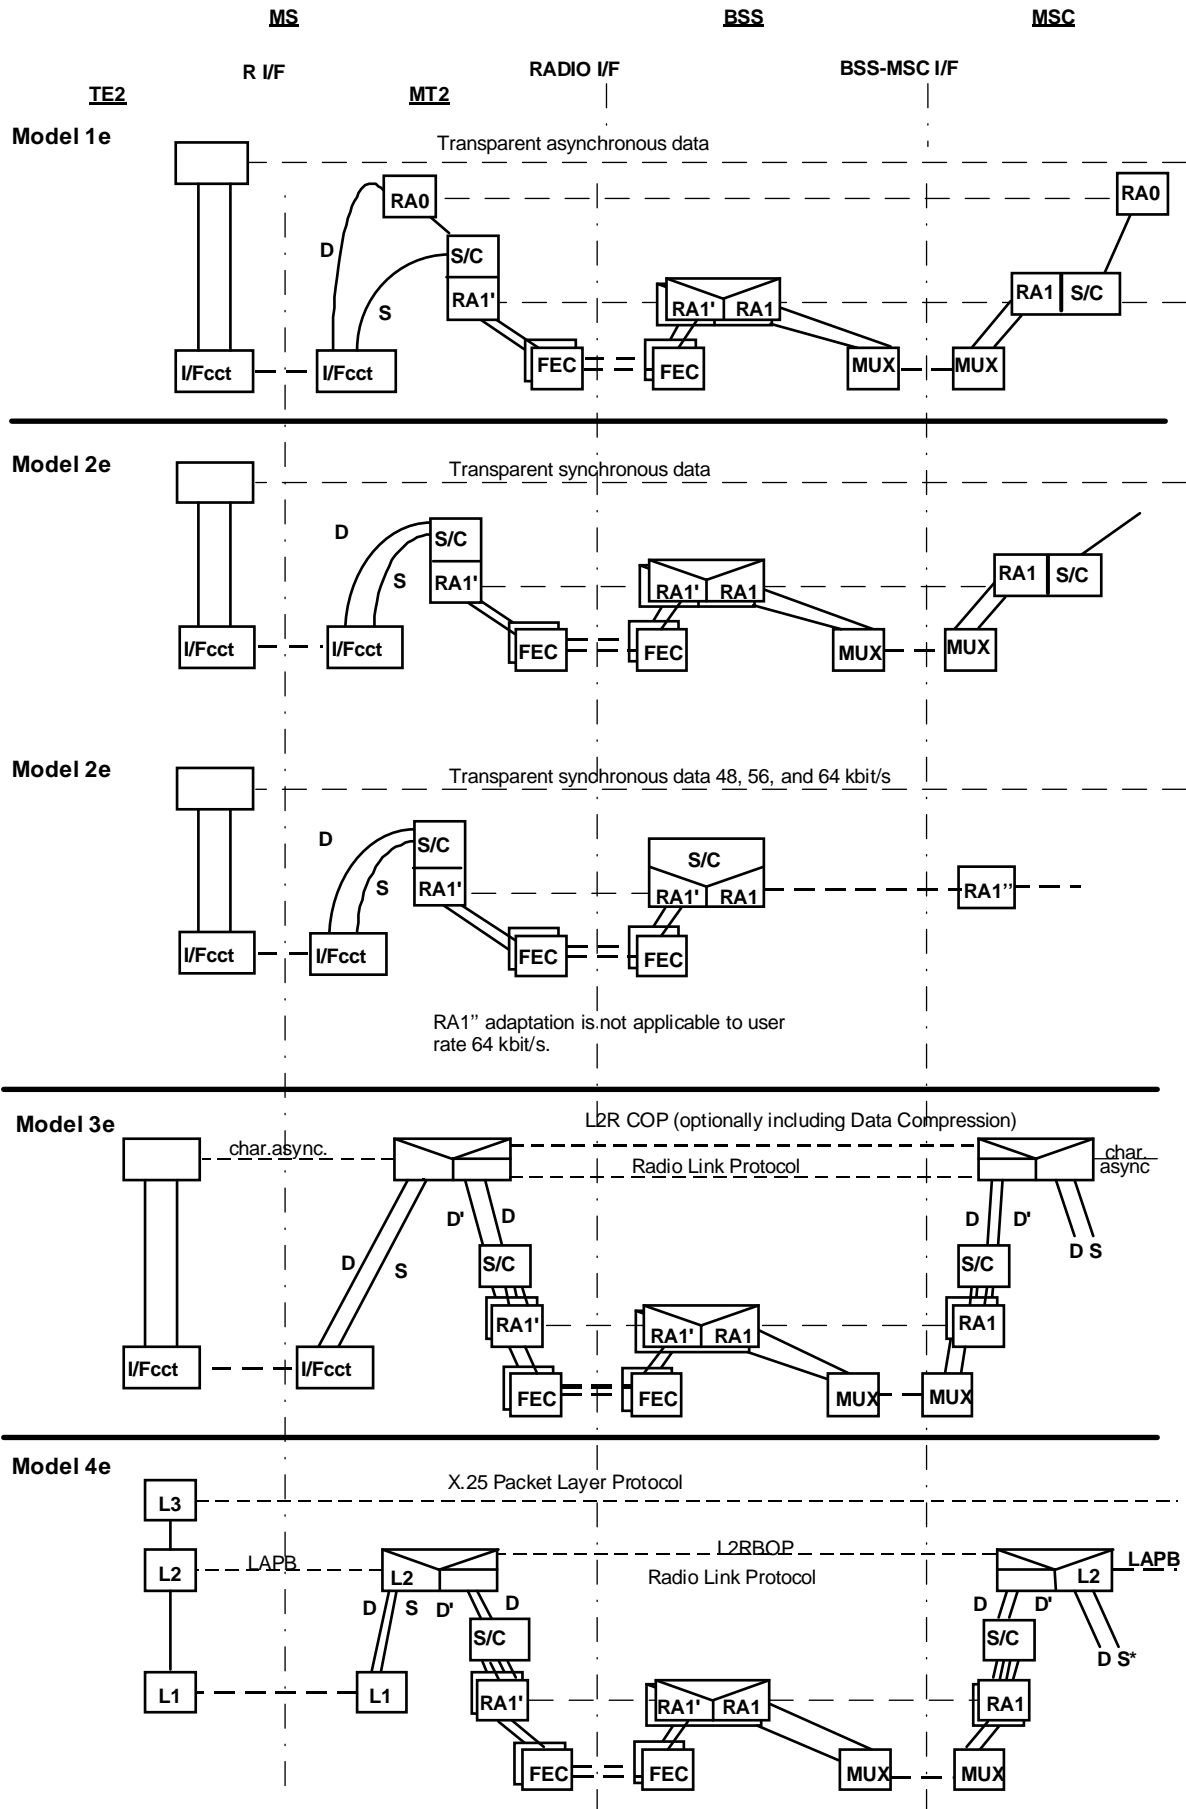 MS BSS MSC
R I/F RADIO I/F BSS-MSC I/F
TE2 MT2
Model 1e
Transparent asynchronous data
RA0 RA0
D S/C
RA1' RA1' RA1 RA1 S/C
S
I/Fcct I/Fcct FEC FEC MUX MUX
Model 2e
Transparent synchronous data
D S/C
S RA1' RA1' RA1 RA1 S/C
I/Fcct I/Fcct FEC FEC MUX MUX
Model 2e
Transparent synchronous data 48, 56, and 64 kbit/s
D S/C S/C
S RA1' RA1' RA1 RA1''
I/Fcct I/Fcct FEC FEC
RA1'' adaptation is not applicable to user
rate 64 kbit/s.
Model 3e
L2R COP (optionally including Data Compression)
char.async. Radio Link Protocol char.
async
D' D D D'
D S S/C S/C D S
RA1' RA1' RA1 RA1
I/Fcct I/Fcct FEC FEC MUX MUX
Model 4e
L3 X.25 Packet Layer Protocol
L2RBOP
L2 LAPB L2 Radio Link Protocol L2 LAPB
D S D' D D D'
S/C S/C D S*
L1 L1 RA1' RA1' RA1 RA1
FEC FEC MUX MUX